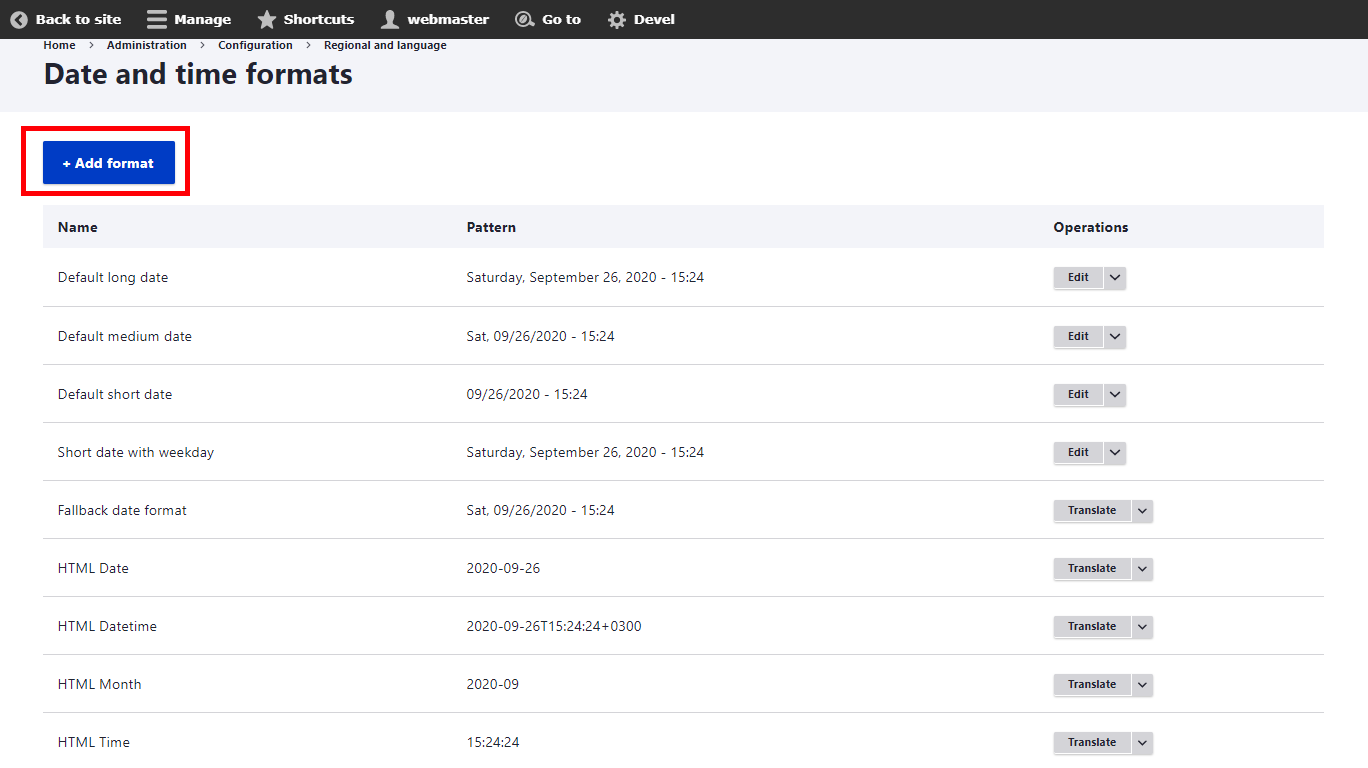 Back to site Manage Shortcuts webmaster Go to Devel
Home > Administration > Configuration > Regional and language
Date and time formats
+ Add format
Name Pattern Operations
Default long date Saturday, September 26, 2020 - 15:24 Edit
Default medium date Sat, 09/26/2020 - 15:24 Edit
Default short date 09/26/2020 - 15:24 Edit
Short date with weekday Saturday, September 26, 2020 - 15:24 Edit
Fallback date format Sat, 09/26/2020 - 15:24 Translate
HTML Date 2020-09-26 Translate
HTML Datetime 2020-09-26T15:24:24+0300 Translate
HTML Month 2020-09 Translate
HTML Time 15:24:24 Translate